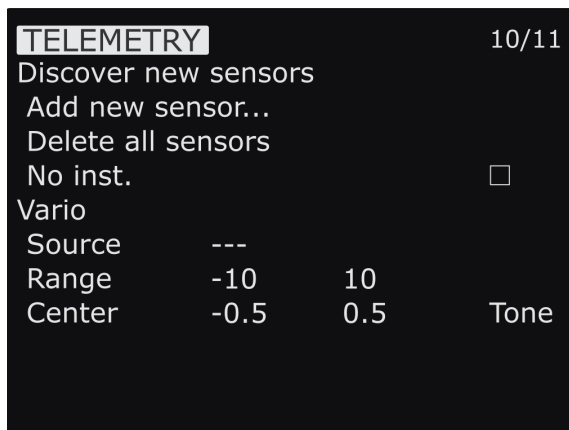 TELEMETRY 10/11
Discover new sensors
Add new sensor...
Delete all sensors
No inst.
Vario
Source ---
Range -10 10
Center -0.5 0.5 Tone